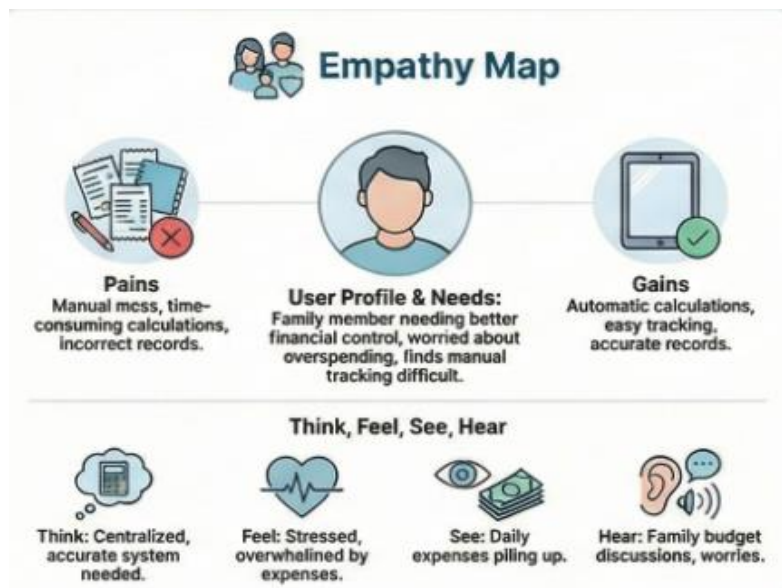 Empathy Map
Pains
Manual mcss, time-
consuming calculations,
incorrect records.
User Profile & Needs:
Family member needing better
financial control, worried about
overspending, finds manual
tracking difficult.
Gains
Automatic calculations,
easy tracking,
accurate records.
Think, Feel, See, Hear
Think: Centralized,
accurate system
needed.
Feel: Stressed,
overwhelined by
expenses.
See: Daily
expenses piling up.
Hear: Family budget
discussions, worries.